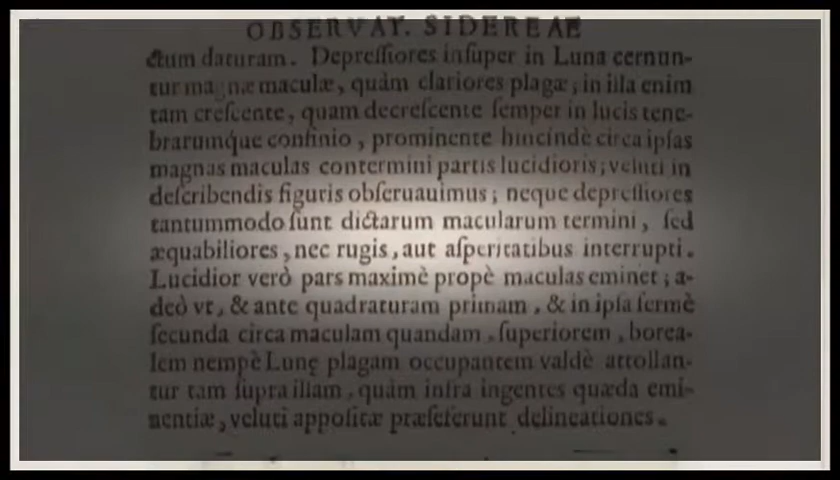 OBSERVAT. SIDEREAE
ctum daturam. Depreſſiores inſuper in Luna cernun-
tur magnæ maculæ, quàm clariores plagæ; in illa enim
tam creſcente, quam decreſcente ſemper in lucis tene-
brarumq́ue confinio, prominente hincindè circa ipſas
magnas maculas contermini partis lucidioris; veluti in
deſcribendis figuris obſeruauimus; neque depreſſiores
tantummodo ſunt dictarum macularum termini, ſed
æquabiliores, nec rugis, aut aſperitatibus interrupti.
Lucidior verò pars maximè propè maculas eminet; a-
deò vt, & ante quadraturam primam, & in ipſa fermè
ſecunda circa maculam quandam, ſuperiorem, borea-
lem nempè Lunę plagam occupantem valdè attollan-
tur tam ſupra illam, quàm infra ingentes quæda emi-
nentiæ, veluti appoſitæ præſeferunt delineationes.